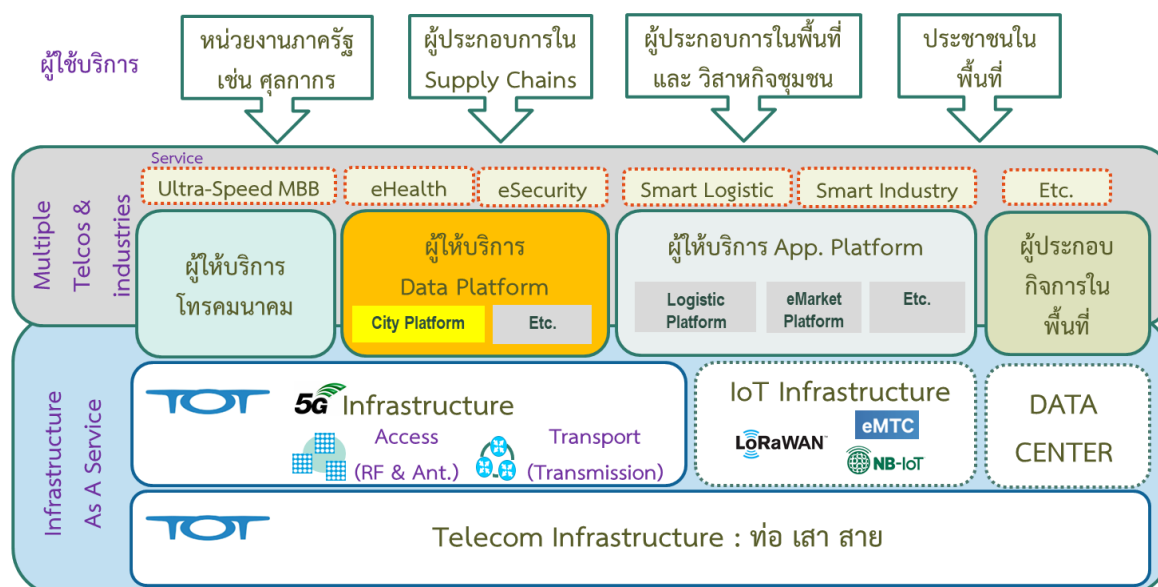 ผู้ใช้บริการ
หน่วยงานภาครัฐ
เช่น ศุลกากร
ผู้ประกอบการใน
Supply Chains
ผู้ประกอบการในพื้นที่
และ วิสาหกิจชุมชน
ประชาชนใน
พื้นที่
Multiple
Telcos &
industries
Service
Ultra-Speed MBB
eHealth
eSecurity
Smart Logistic
Smart Industry
Etc.
ผู้ให้บริการ
โทรคมนาคม
ผู้ให้บริการ
Data Platform
City Platform
Etc.
ผู้ให้บริการ App. Platform
Logistic
Platform
eMarket
Platform
Etc.
ผู้ประกอบ
กิจการใน
พื้นที่
Infrastructure
As A Service
TOT
5G Infrastructure
Access
(RF & Ant.)
Transport
(Transmission)
IoT Infrastructure
LoRaWAN™
eMTC
NB-IoT
DATA
CENTER
TOT
Telecom Infrastructure : ท่อ เสา สาย